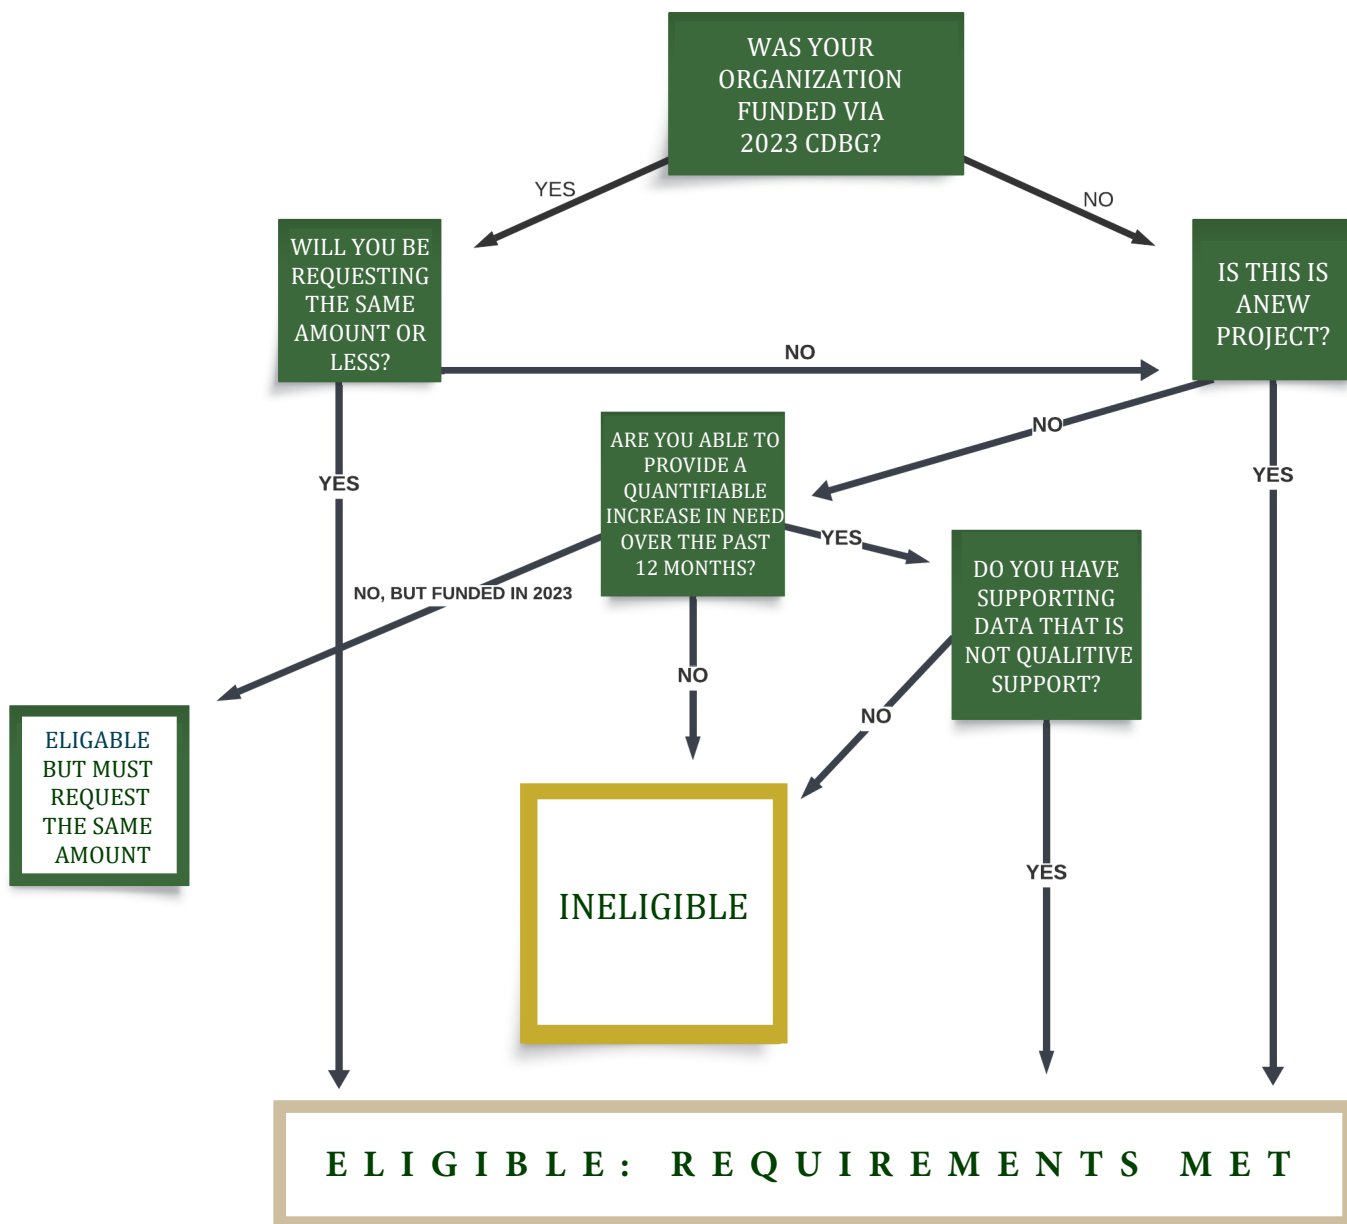 WAS YOUR
ORGANIZATION
FUNDED VIA
2023 CDBG?
YES
NO
WILL YOU BE
REQUESTING
THE SAME
AMOUNT OR
LESS?
IS THIS IS
ANEW
PROJECT?
NO
NO
YES
YES
ARE YOU ABLE TO
PROVIDE A
QUANTIFIABLE
INCREASE IN NEED
OVER THE PAST
12 MONTHS?
YES
NO, BUT FUNDED IN 2023
NO
DO YOU HAVE
SUPPORTING
DATA THAT IS
NOT QUALITIVE
SUPPORT?
NO
YES
ELIGABLE
BUT MUST
REQUEST
THE SAME
AMOUNT
INELIGIBLE
ELIGIBLE: REQUIREMENTS MET